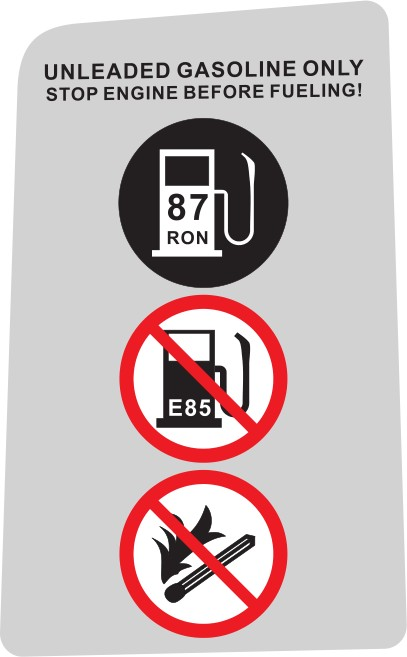 UNLEADED GASOLINE ONLY
STOP ENGINE BEFORE FUELING!
87
RON
E85